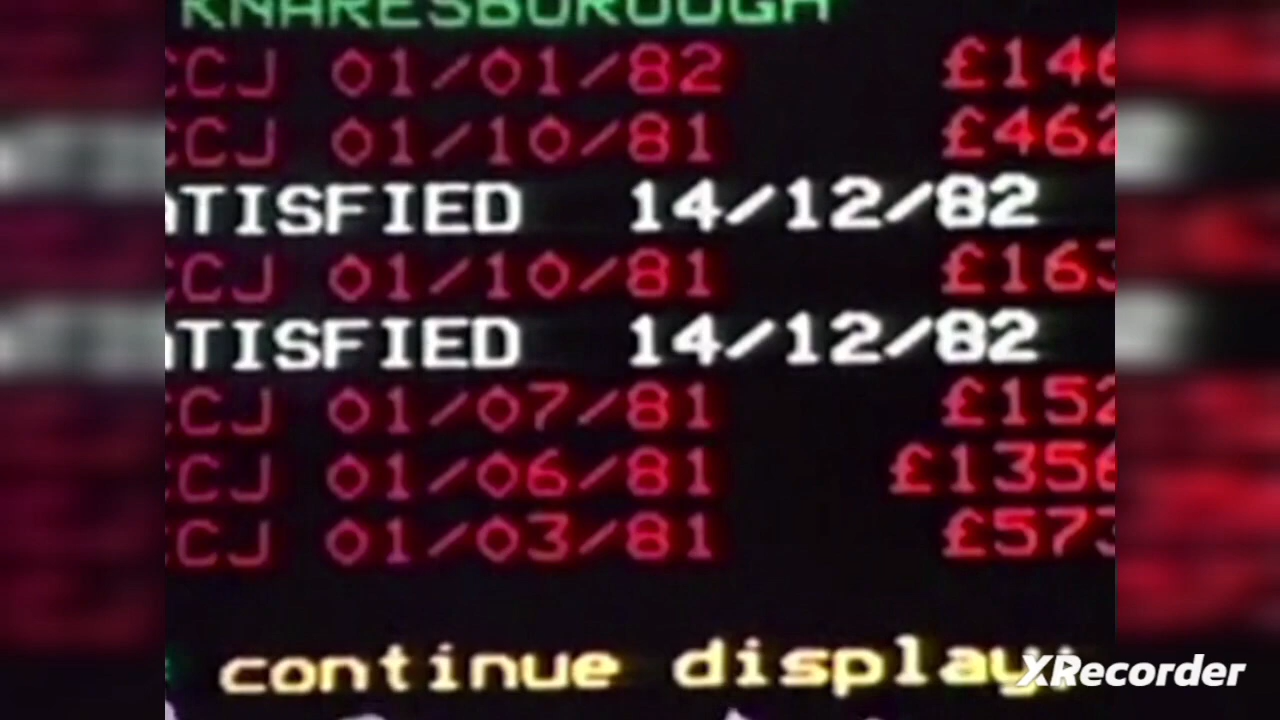 KNARESBOROUGH
CCJ 01/01/82 £146
CCJ 01/10/81 £462
ATISFIED 14/12/82
CCJ 01/10/81 £163
ATISFIED 14/12/82
CCJ 01/07/81 £152
CCJ 01/06/81 £1356
CCJ 01/03/81 £573
continue display:
XRecorder